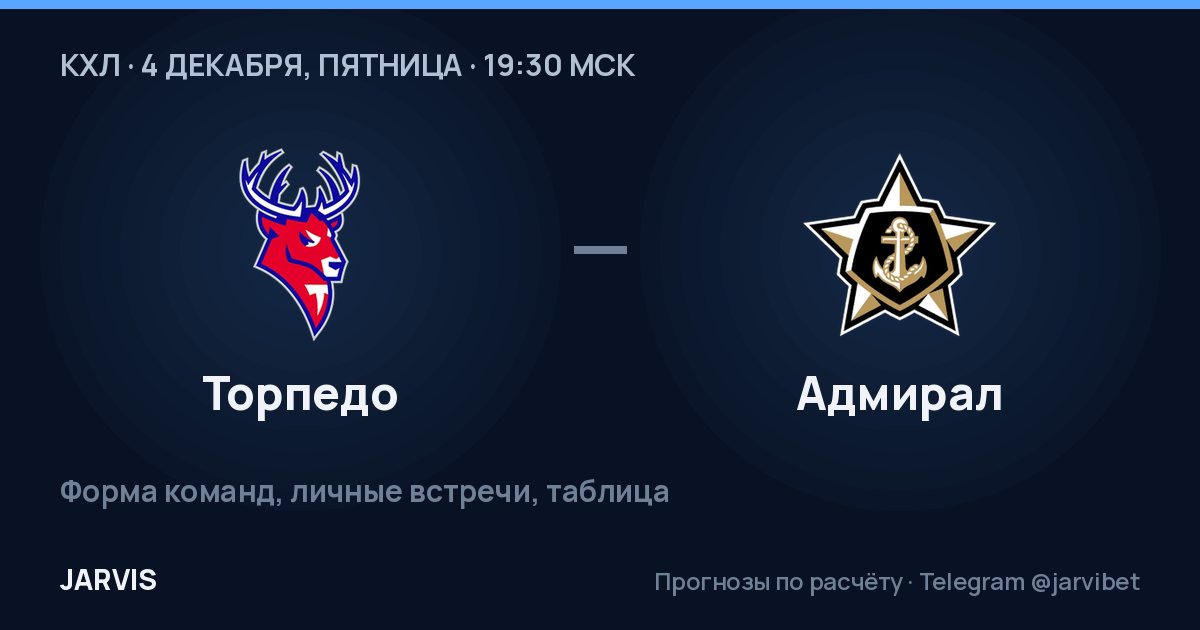 КХЛ · 4 ДЕКАБРЯ, ПЯТНИЦА · 19:30 МСК
Торпедо — Адмирал
Форма команд, личные встречи, таблица
JARVIS
Прогнозы по расчёту · Telegram @jarvibet